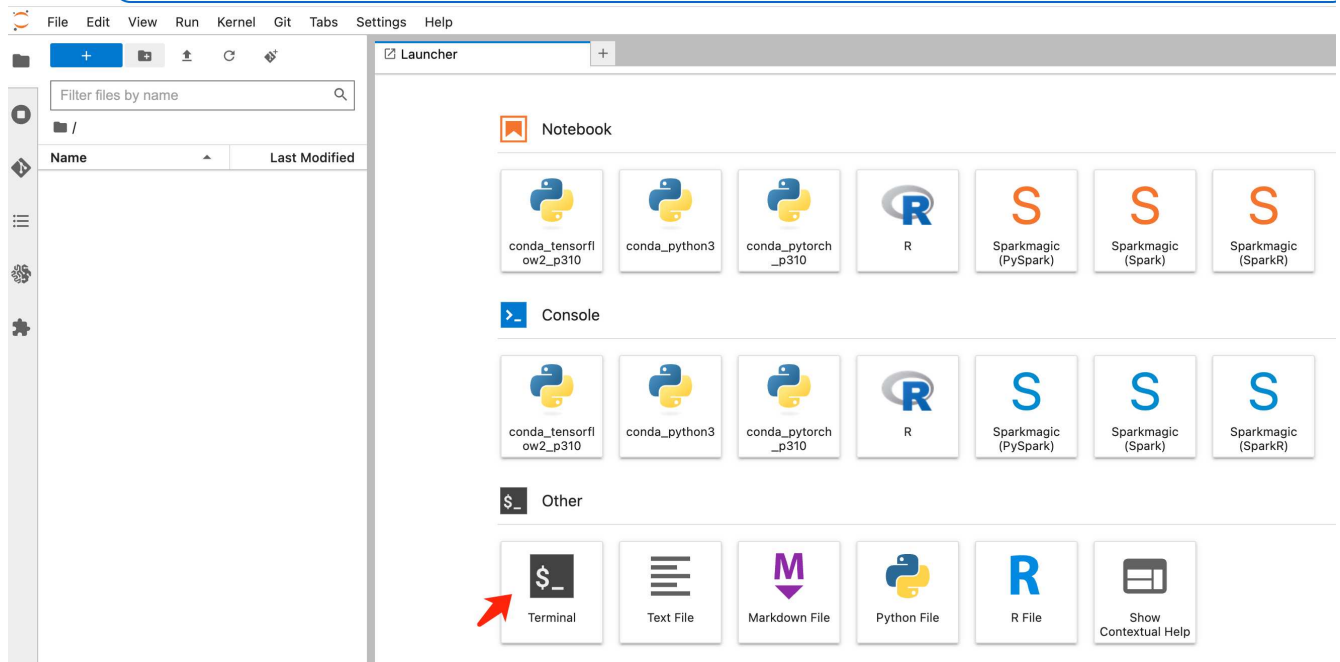 File Edit View Run Kernel Git Tabs Settings Help
+
Launcher
+
Filter files by name
/
Name Last Modified
Notebook
conda_tensorfl
ow2_p310
conda_python3
conda_pytorch
_p310
R
R
S
Sparkmagic
(PySpark)
S
Sparkmagic
(Spark)
S
Sparkmagic
(SparkR)
>_ Console
conda_tensorfl
ow2_p310
conda_python3
conda_pytorch
_p310
R
R
S
Sparkmagic
(PySpark)
S
Sparkmagic
(Spark)
S
Sparkmagic
(SparkR)
$_ Other
$_
Terminal
Text File
M
Markdown File
Python File
R
R File
Show
Contextual Help